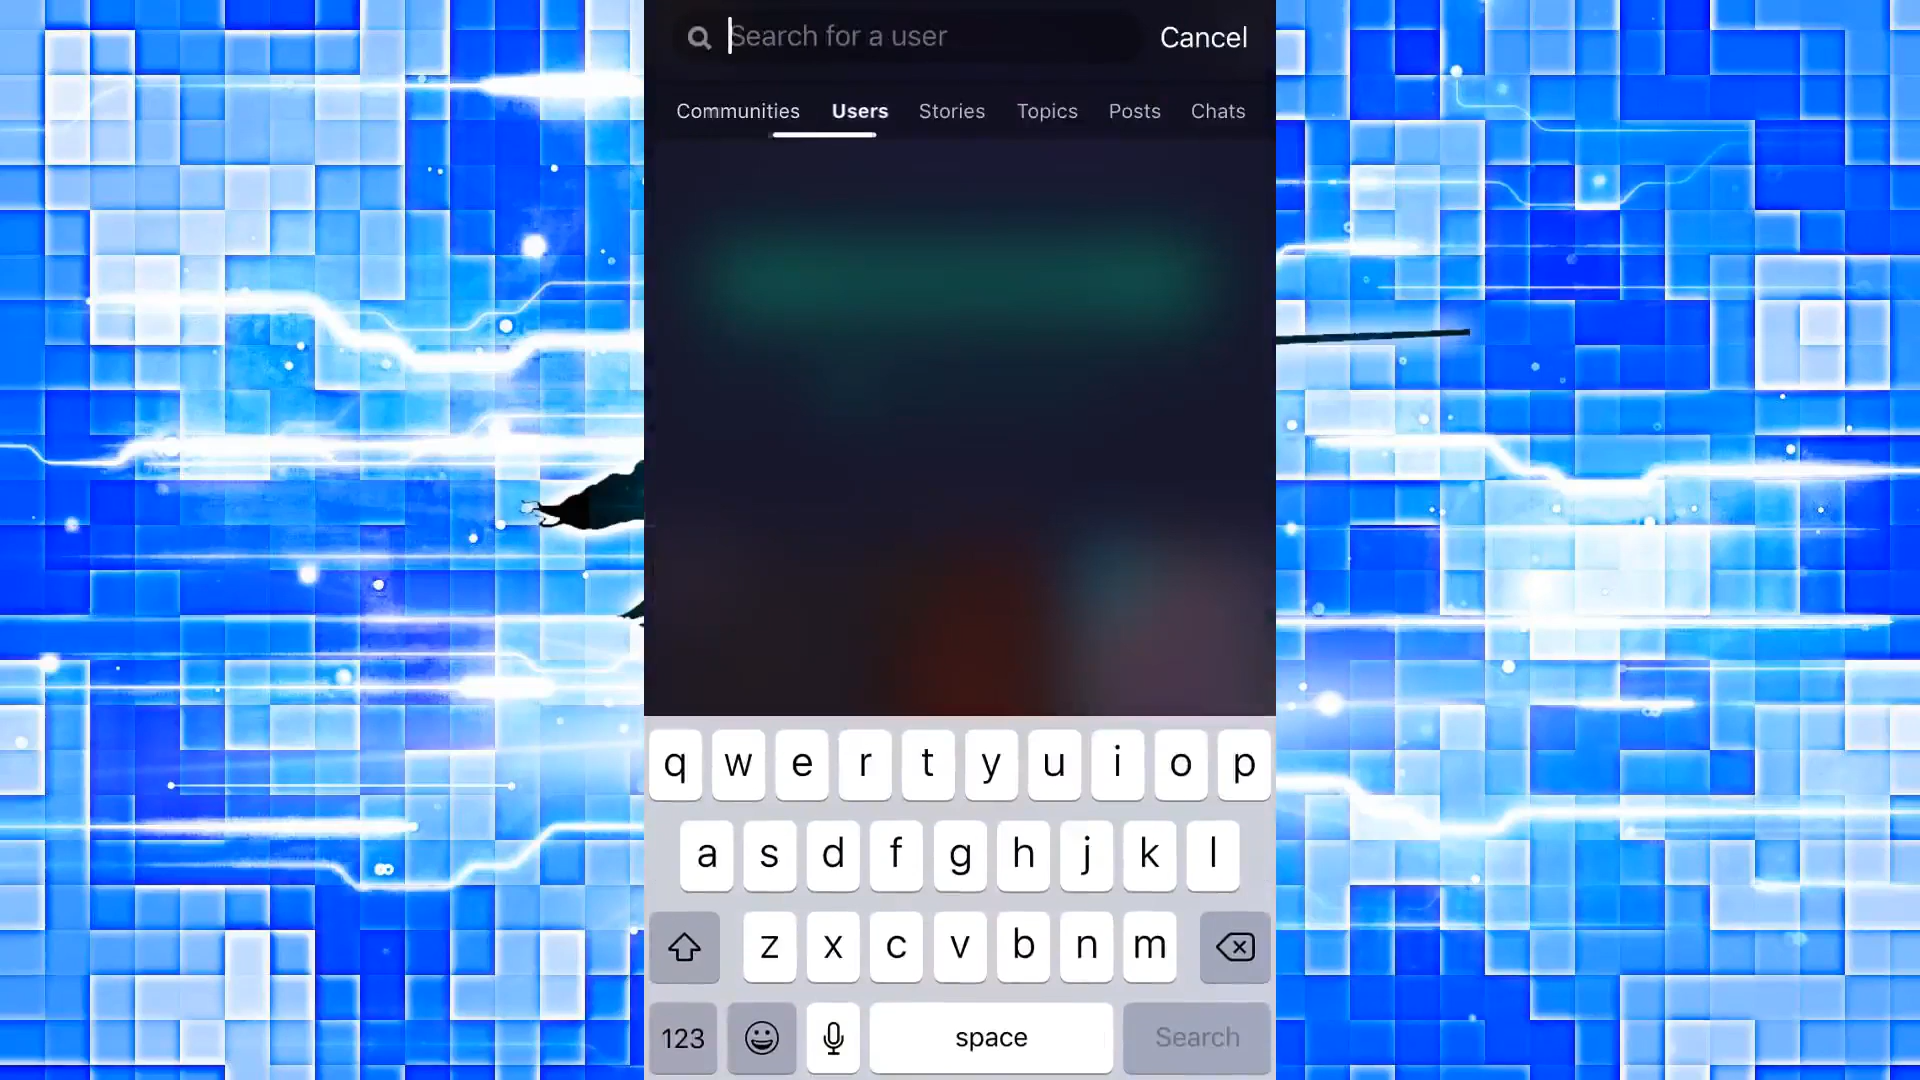 Search for a user Cancel
Communities Users Stories Topics Posts Chats
q w e r t y u i o p
a s d f g h j k l
z x c v b n m
123 space Search